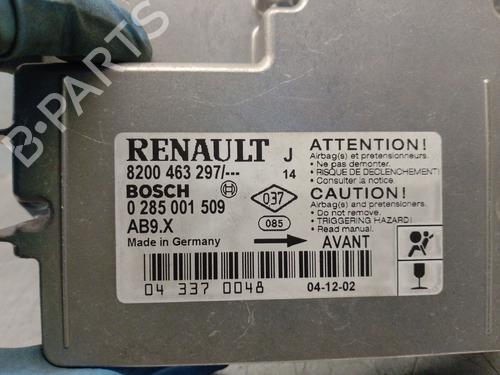 RENAULT J
8200 463 297/--- 14
BOSCH
0 285 001 509
AB9.X
Made in Germany
037
085
AVANT
04 337 0048
04-12-02
ATTENTION!
Airbag(s) et pretensionneurs.
• Ne pas demonter.
• RISQUE DE DECLENCHEMENT!
• Consulter la notice.
CAUTION!
Airbag(s) and pretensioners.
• Do not remove.
• TRIGGERING HAZARD!
• Read manual.
B-PARTS